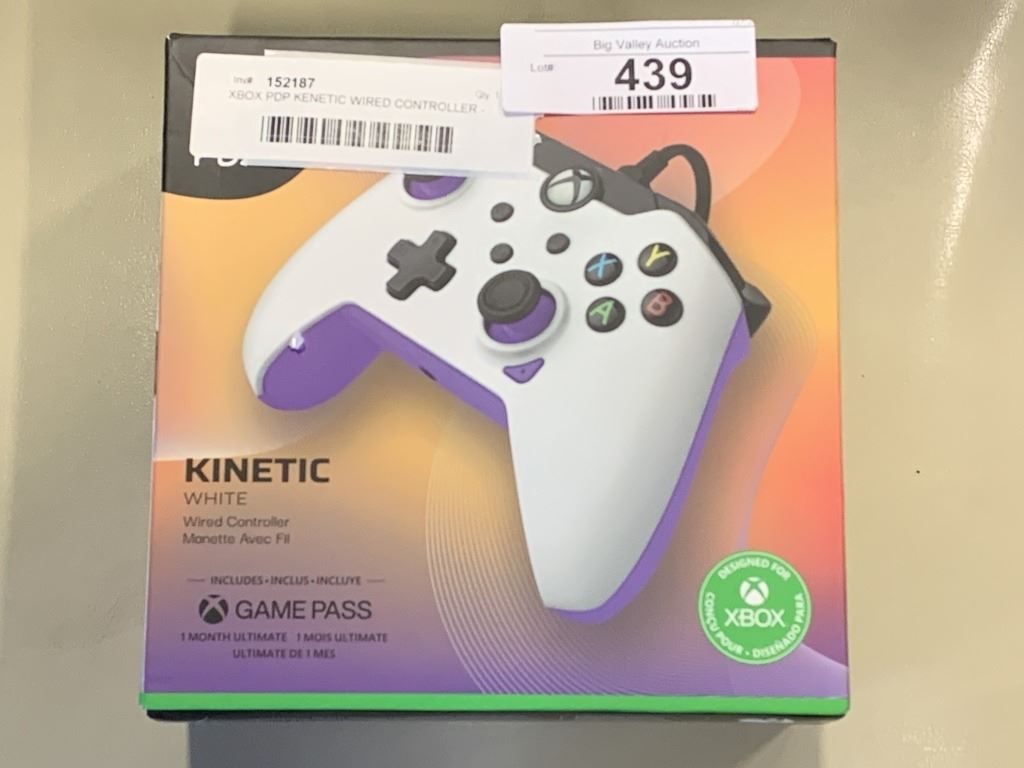 Big Valley Auction
Lot#:
439
Inv# 152187
Qty 1
XBOX PDP KENETIC WIRED CONTROLLER -
X
Y
A
B
KINETIC
WHITE
Wired Controller
Manette Avec Fil
INCLUDES • INCLUS • INCLUYE
GAME PASS
1 MONTH ULTIMATE 1 MOIS ULTIMATE
ULTIMATE DE 1 MES
DESIGNED FOR
XBOX
CONÇU POUR • DISEÑADO PARA